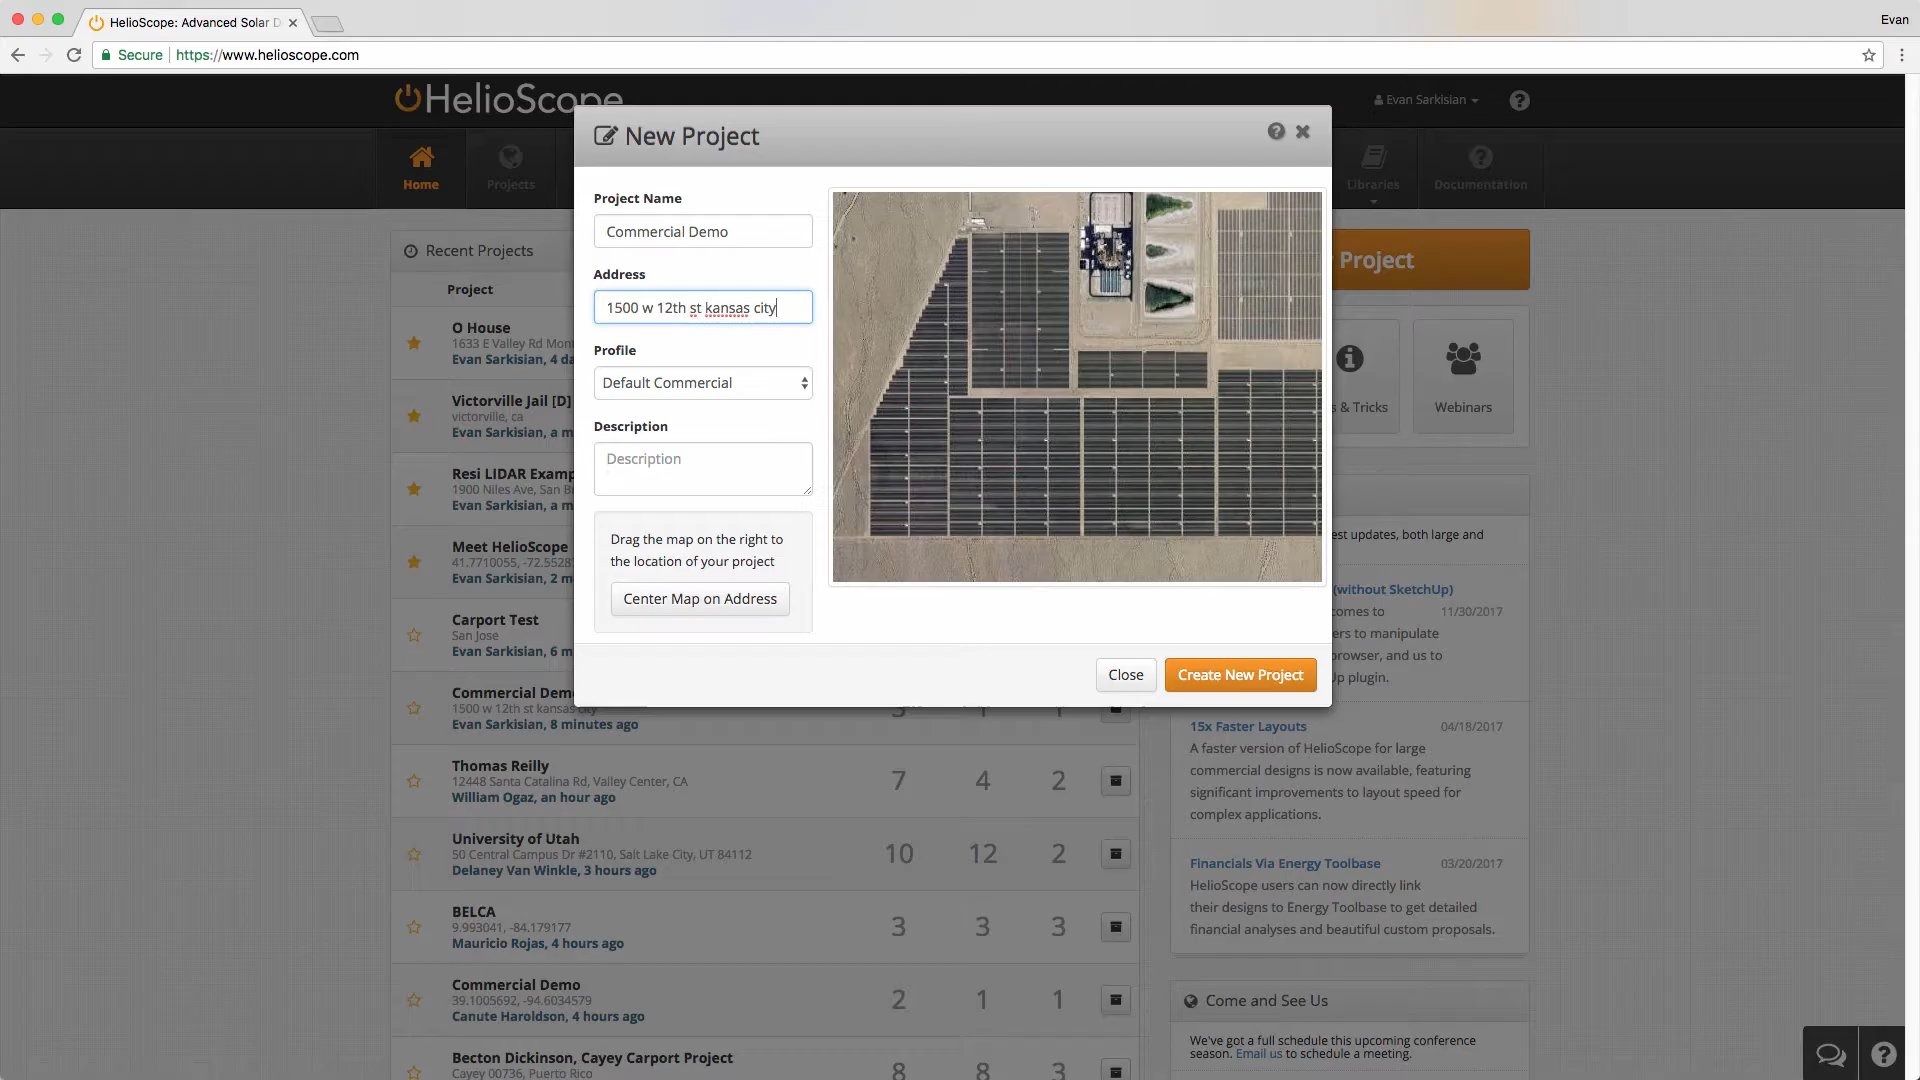 HelioScope: Advanced Solar D
Evan
Secure
https://www.helioscope.com
HelioScope
Evan Sarkisian
New Project
Home
Projects
Libraries
Documentation
Project Name
Commercial Demo
Address
1500 w 12th st kansas city
Profile
Default Commercial
Description
Description
Drag the map on the right to
the location of your project
Center Map on Address
Close
Create New Project
Recent Projects
Project
O House
1633 E Valley Rd Mont
Evan Sarkisian, 4 da
Victorville Jail [D]
victorville, ca
Evan Sarkisian, a m
Resi LIDAR Examp
1900 Niles Ave, San B
Evan Sarkisian, a m
Meet HelioScope
41.7710055, -72.5528
Evan Sarkisian, 2 m
Carport Test
San Jose
Evan Sarkisian, 6 m
Commercial Demo
1500 w 12th st kansas city
Evan Sarkisian, 8 minutes ago
3 1 1
Thomas Reilly
12448 Santa Catalina Rd, Valley Center, CA
William Ogaz, an hour ago
7 4 2
University of Utah
50 Central Campus Dr #2110, Salt Lake City, UT 84112
Delaney Van Winkle, 3 hours ago
10 12 2
BELCA
9.993041, -84.179177
Mauricio Rojas, 4 hours ago
3 3 3
Commercial Demo
39.1005692, -94.6034579
Canute Haroldson, 4 hours ago
2 1 1
Becton Dickinson, Cayey Carport Project
Cayey 00736, Puerto Rico
8 8 3
Project
s & Tricks
Webinars
est updates, both large and
(without SketchUp)
comes to
11/30/2017
ers to manipulate
browser, and us to
Up plugin.
15x Faster Layouts
04/18/2017
A faster version of HelioScope for large
commercial designs is now available, featuring
significant improvements to layout speed for
complex applications.
Financials Via Energy Toolbase
03/20/2017
HelioScope users can now directly link
their designs to Energy Toolbase to get detailed
financial analyses and beautiful custom proposals.
Come and See Us
We've got a full schedule this upcoming conference
season. Email us to schedule a meeting.